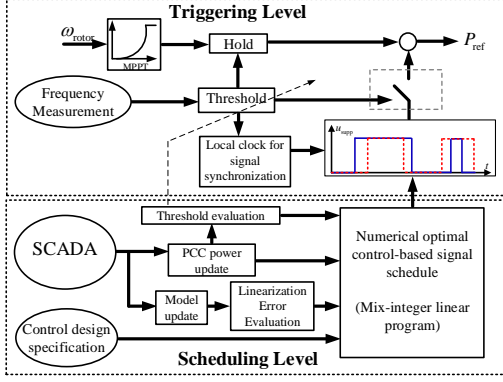 Triggering Level
ω_rotor
MPPT
Hold
P_ref
Frequency
Measurement
Threshold
Local clock for
signal
synchronization
u_supp
t
Threshold evaluation
SCADA
PCC power
update
Numerical optimal
control-based signal
schedule
(Mix-integer linear
program)
Model
update
Linearization
Error
Evaluation
Control design
specification
Scheduling Level